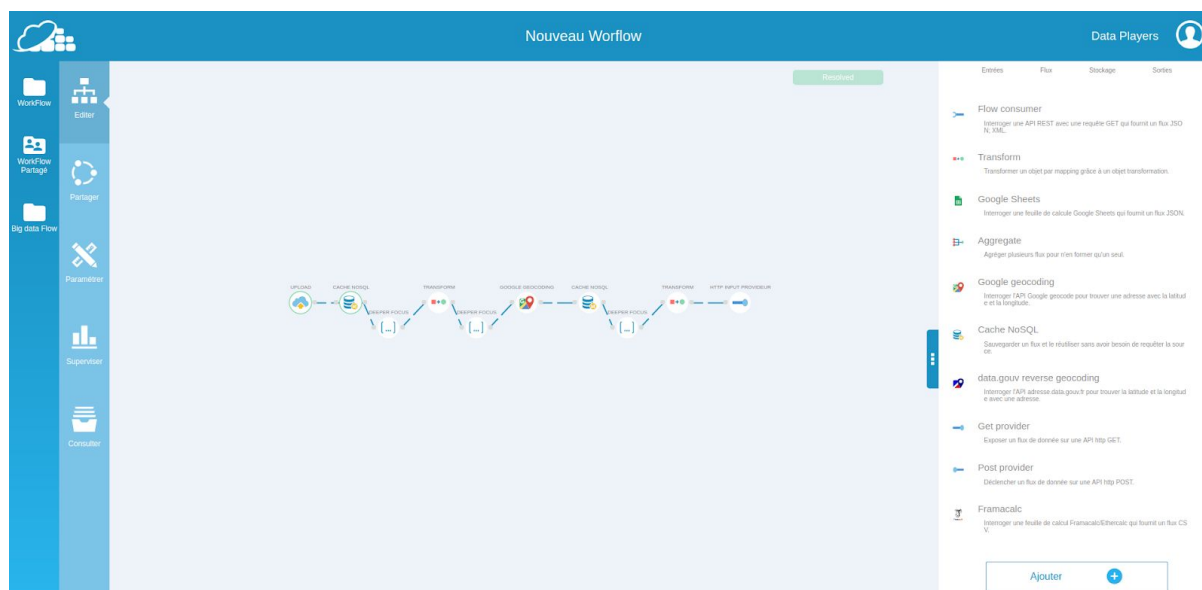 Nouveau Worflow
Data Players
WorkFlow
WorkFlow
Partagé
Big data Flow
Editer
Partager
Paramétrer
Superviser
Consulter
Resolved
UPLOAD
CACHE NOSQL
DEEPER FOCUS
TRANSFORM
DEEPER FOCUS
GOOGLE GEOCODING
CACHE NOSQL
DEEPER FOCUS
TRANSFORM
HTTP INPUT PROVIDEUR
[...]
[...]
[...]
Entrées
Flux
Stockage
Sorties
Flow consumer
Interroger une API REST avec une requête GET qui fournit un flux JSO
N; XML.
Transform
Transformer un objet par mapping grâce à un objet transformation.
Google Sheets
Interroger une feuille de calcule Google Sheets qui fournit un flux JSON.
Aggregate
Agréger plusieurs flux pour n'en former qu'un seul.
Google geocoding
Interroger l'API Google geocode pour trouver une adresse avec la latitud
e et la longitude.
Cache NoSQL
Sauvegarder un flux et le réutiliser sans avoir besoin de requêter la sour
ce.
data.gouv reverse geocoding
Interroger l'API adresse.data.gouv.fr pour trouver la latitude et la longitud
e avec une adresse.
Get provider
Exposer un flux de donnée sur une API http GET.
Post provider
Déclencher un flux de donnée sur une API http POST.
Framacalc
Interroger une feuille de calcul Framacalc/Ethercalc qui fournit un flux CS
V.
Ajouter